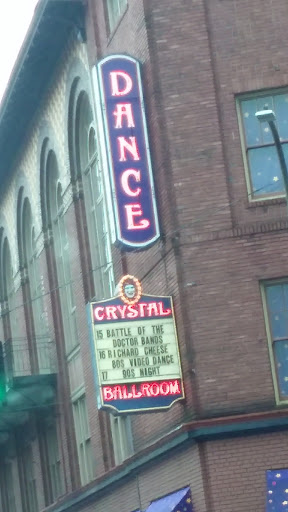 DANCE
CRYSTAL
15 BATTLE OF THE
DOCTOR BANDS
16 RICHARD CHEESE
80S VIDEO DANCE
17 90S NIGHT
BALLROOM